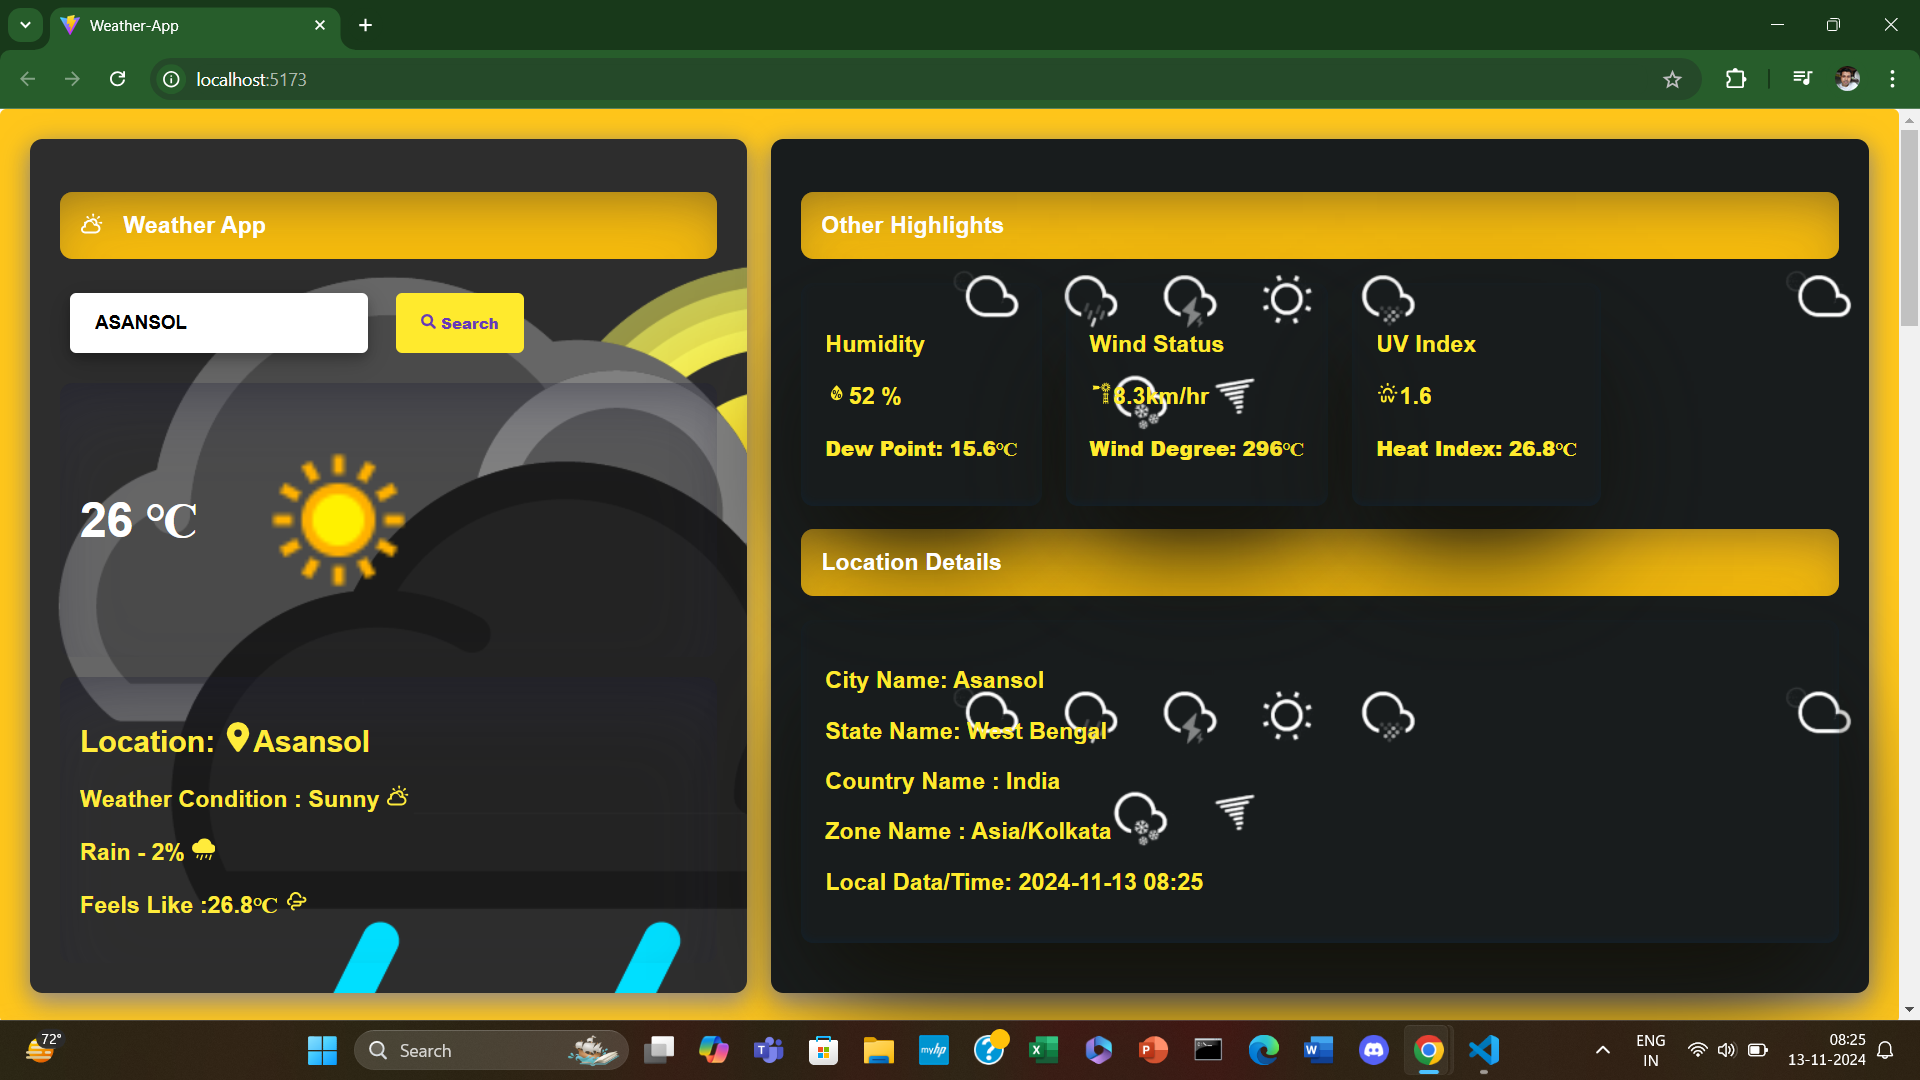 Weather-App
localhost:5173
Weather App
ASANSOL
Search
26 °C
Location: Asansol
Weather Condition : Sunny
Rain - 2%
Feels Like :26.8°C
Other Highlights
Humidity
52 %
Dew Point: 15.6°C
Wind Status
8.3km/hr
Wind Degree: 296°C
UV Index
UV
1.6
Heat Index: 26.8°C
Location Details
City Name: Asansol
State Name: West Bengal
Country Name : India
Zone Name : Asia/Kolkata
Local Data/Time: 2024-11-13 08:25
72°
Search
myhp
ENG
IN
08:25
13-11-2024